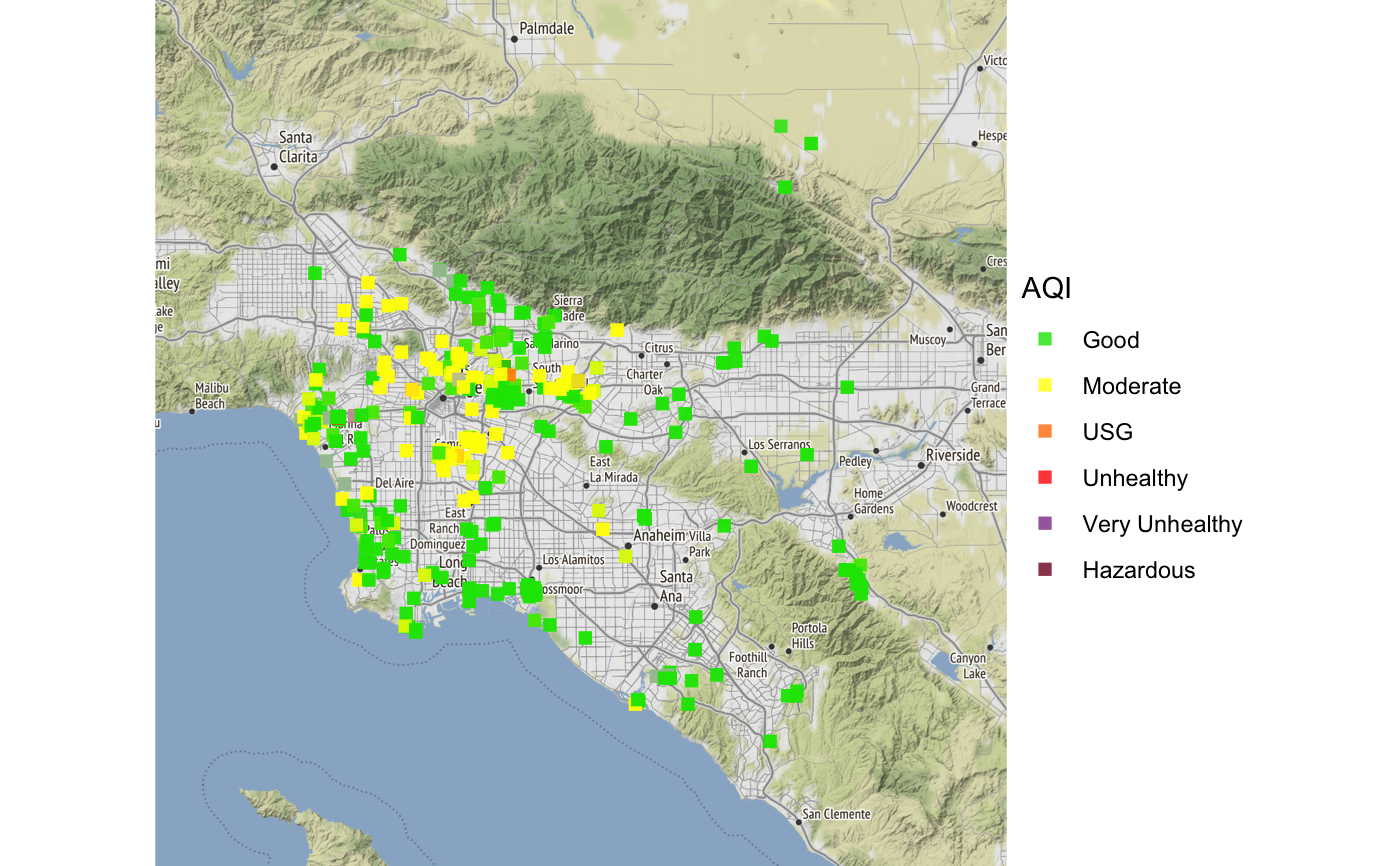 Palmdale
Victo
Santa
Clarita
Hespe
mi
alley
Cres
ake
ge
Sierra
adre
San
Ber
Muscoy
San Marino
Citrus
South
Charter
Oak
Malibu
Beach
Grand
Terrace
Los Serranos
Pedley
Riverside
East
La Mirada
Del Aire
Home
Gardens
Woodcrest
East
Ranch
Dominguez
Anaheim
Villa
Park
Long
Beach
Los Alamitos
ossmoor
Santa
Ana
Portola
Hills
Foothill
Ranch
Canyon
Lake
San Clemente
AQI
Good
Moderate
USG
Unhealthy
Very Unhealthy
Hazardous